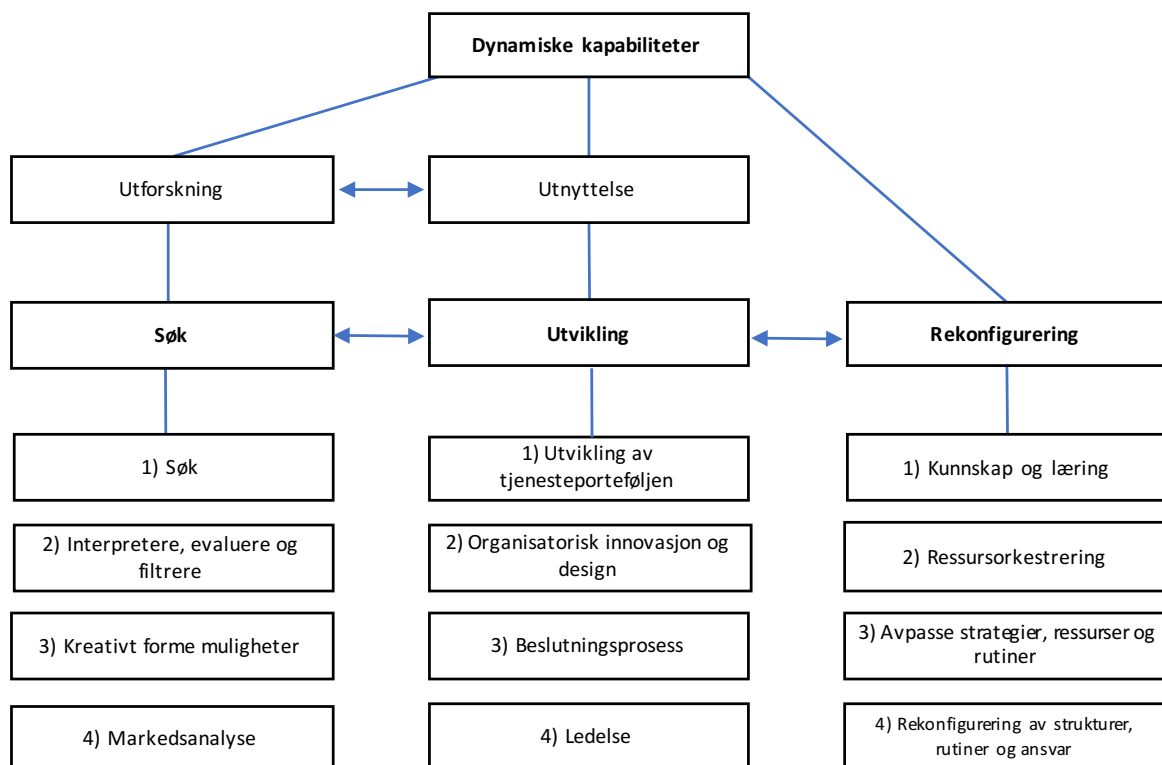 Dynamiske kapabiliteter
Utforskning
Utnyttelse
Søk
Utvikling
Rekonfigurering
1) Søk
1) Utvikling av
tjenesteporteføljen
1) Kunnskap og læring
2) Interpretere, evaluere og
filtrere
2) Organisatorisk innovasjon og
design
2) Ressursorkestrering
3) Kreativt forme muligheter
3) Beslutningsprosess
3) Avpasse strategier, ressurser og
rutiner
4) Markedsanalyse
4) Ledelse
4) Rekonfigurering av strukturer,
rutiner og ansvar